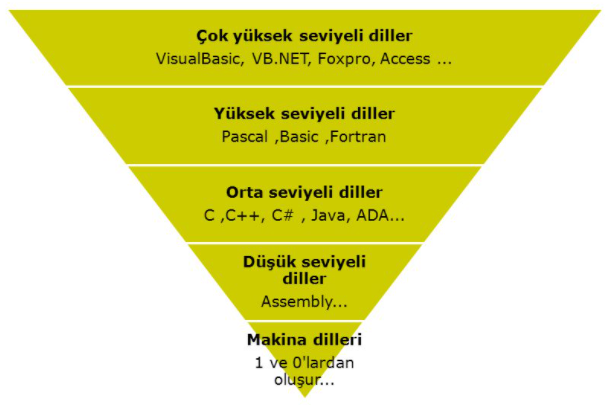 Çok yüksek seviyeli diller
VisualBasic, VB.NET, Foxpro, Access ...
Yüksek seviyeli diller
Pascal ,Basic ,Fortran
Orta seviyeli diller
C ,C++, C# , Java, ADA...
Düşük seviyeli
diller
Assembly...
Makina dilleri
1 ve 0'lardan
oluşur...